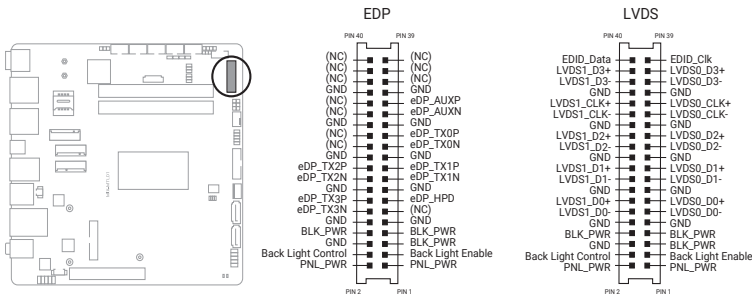 EDP
PIN 40 PIN 39
(NC) (NC)
(NC) (NC)
(NC) (NC)
GND GND
(NC) eDP_AUXP
(NC) eDP_AUXN
GND GND
(NC) eDP_TX0P
(NC) eDP_TX0N
GND GND
eDP_TX2P eDP_TX1P
eDP_TX2N eDP_TX1N
GND GND
eDP_TX3P eDP_HPD
eDP_TX3N (NC)
GND GND
BLK_PWR BLK_PWR
GND BLK_PWR
Back Light Control Back Light Enable
PNL_PWR PNL_PWR
PIN 2 PIN 1
LVDS
PIN 40 PIN 39
EDID_Data EDID_Clk
LVDS1_D3+ LVDS0_D3+
LVDS1_D3- LVDS0_D3-
GND GND
LVDS1_CLK+ LVDS0_CLK+
LVDS1_CLK- LVDS0_CLK-
GND GND
LVDS1_D2+ LVDS0_D2+
LVDS1_D2- LVDS0_D2-
GND GND
LVDS1_D1+ LVDS0_D1+
LVDS1_D1- LVDS0_D1-
GND GND
LVDS1_D0+ LVDS0_D0+
LVDS1_D0- LVDS0_D0-
GND GND
BLK_PWR BLK_PWR
GND BLK_PWR
Back Light Control Back Light Enable
PNL_PWR PNL_PWR
PIN 2 PIN 1